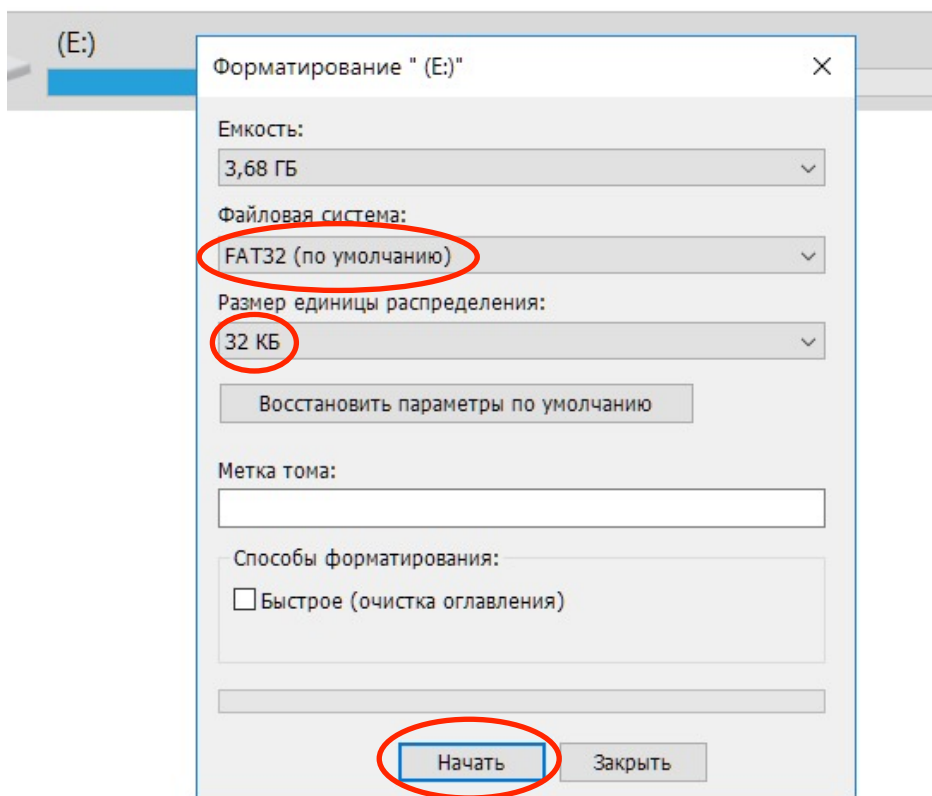 (E:)
Форматирование " (E:)"
Емкость:
3,68 ГБ
Файловая система:
FAT32 (по умолчанию)
Размер единицы распределения:
32 КБ
Восстановить параметры по умолчанию
Метка тома:
Способы форматирования:
Быстрое (очистка оглавления)
Начать
Закрыть